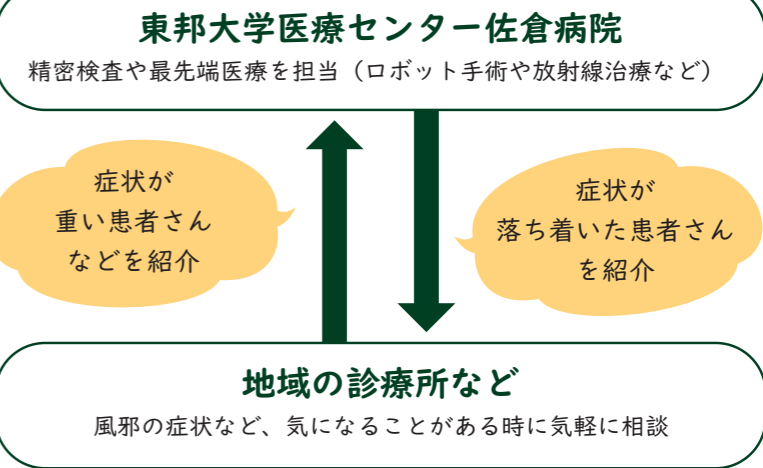 東邦大学医療センター佐倉病院
精密検査や最先端医療を担当（ロボット手術や放射線治療など）
症状が
重い患者さん
などを紹介
症状が
落ち着いた患者さん
を紹介
地域の診療所など
風邪の症状など、気になることがある時に気軽に相談